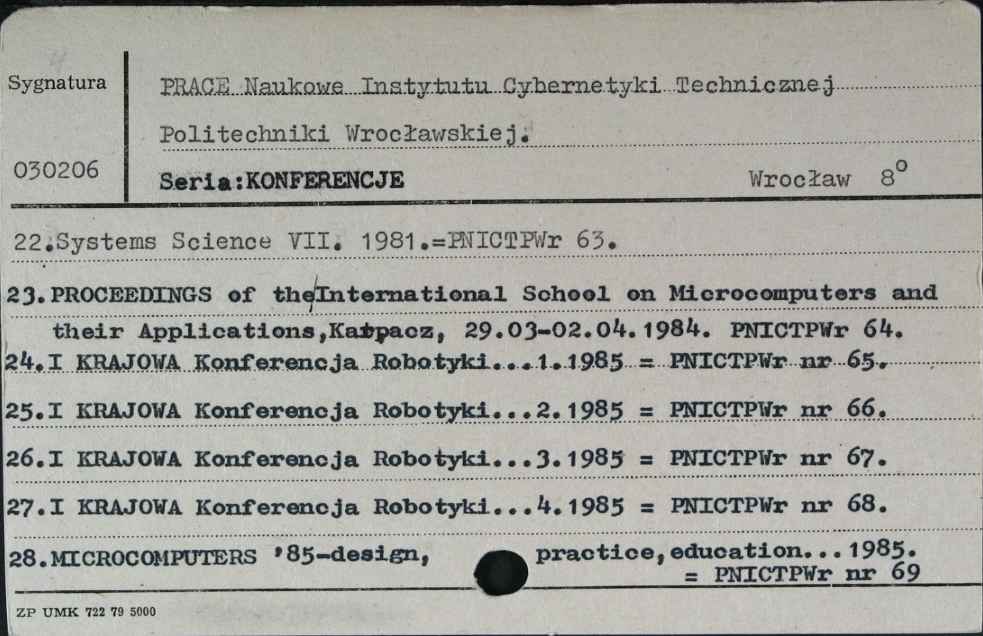 Sygnatura
PRACE Naukowe Instytutu Cybernetyki Technicznej
Politechniki Wrocławskiej.
030206
Seria:KONFERENCJE Wrocław 8°
22.Systems Science VII. 1981.=PNICTPWr 63.
23.PROCEEDINGS of the/International School on Microcomputers and
their Applications,Karpacz, 29.03-02.04.1984. PNICTPWr 64.
24.I KRAJOWA Konferencja Robotyki...1.1985 = PNICTPWr nr 65.
25.I KRAJOWA Konferencja Robotyki...2.1985 = PNICTPWr nr 66.
26.I KRAJOWA Konferencja Robotyki...3.1985 = PNICTPWr nr 67.
27.I KRAJOWA Konferencja Robotyki...4.1985 = PNICTPWr nr 68.
28.MICROCOMPUTERS '85-design, practice,education...1985.
= PNICTPWr nr 69
ZP UMK 722 79 5000